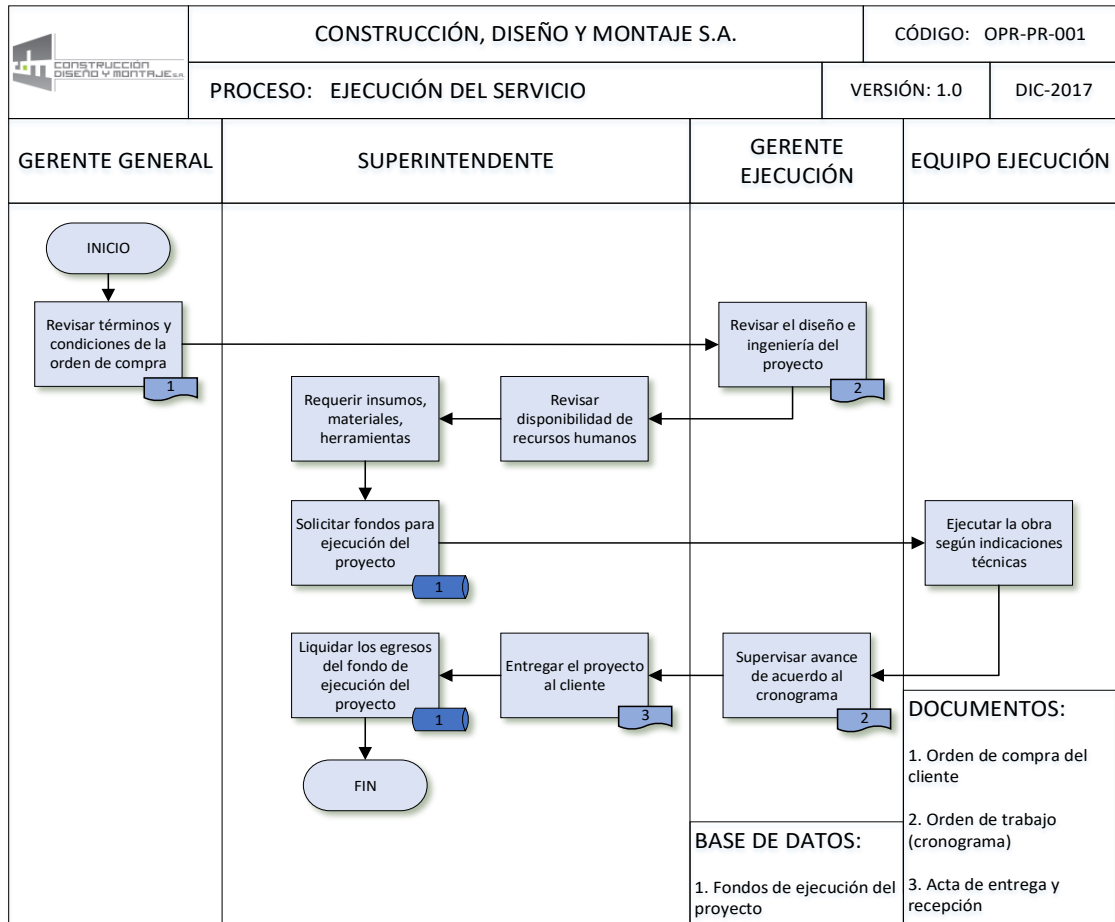 CONSTRUCCIÓN
DISEÑO Y MONTAJE S.A.
CONSTRUCCIÓN, DISEÑO Y MONTAJE S.A.
CÓDIGO: OPR-PR-001
PROCESO: EJECUCIÓN DEL SERVICIO
VERSIÓN: 1.0
DIC-2017
GERENTE GENERAL
SUPERINTENDENTE
GERENTE
EJECUCIÓN
EQUIPO EJECUCIÓN
INICIO
Revisar términos y
condiciones de la
orden de compra
1
Revisar el diseño e
ingeniería del
proyecto
2
Requerir insumos,
materiales,
herramientas
Revisar
disponibilidad de
recursos humanos
Solicitar fondos para
ejecución del
proyecto
1
Ejecutar la obra
según indicaciones
técnicas
Liquidar los egresos
del fondo de
ejecución del
proyecto
1
Entregar el proyecto
al cliente
3
Supervisar avance
de acuerdo al
cronograma
2
FIN
BASE DE DATOS:
1. Fondos de ejecución del
proyecto
DOCUMENTOS:
1. Orden de compra del
cliente
2. Orden de trabajo
(cronograma)
3. Acta de entrega y
recepción